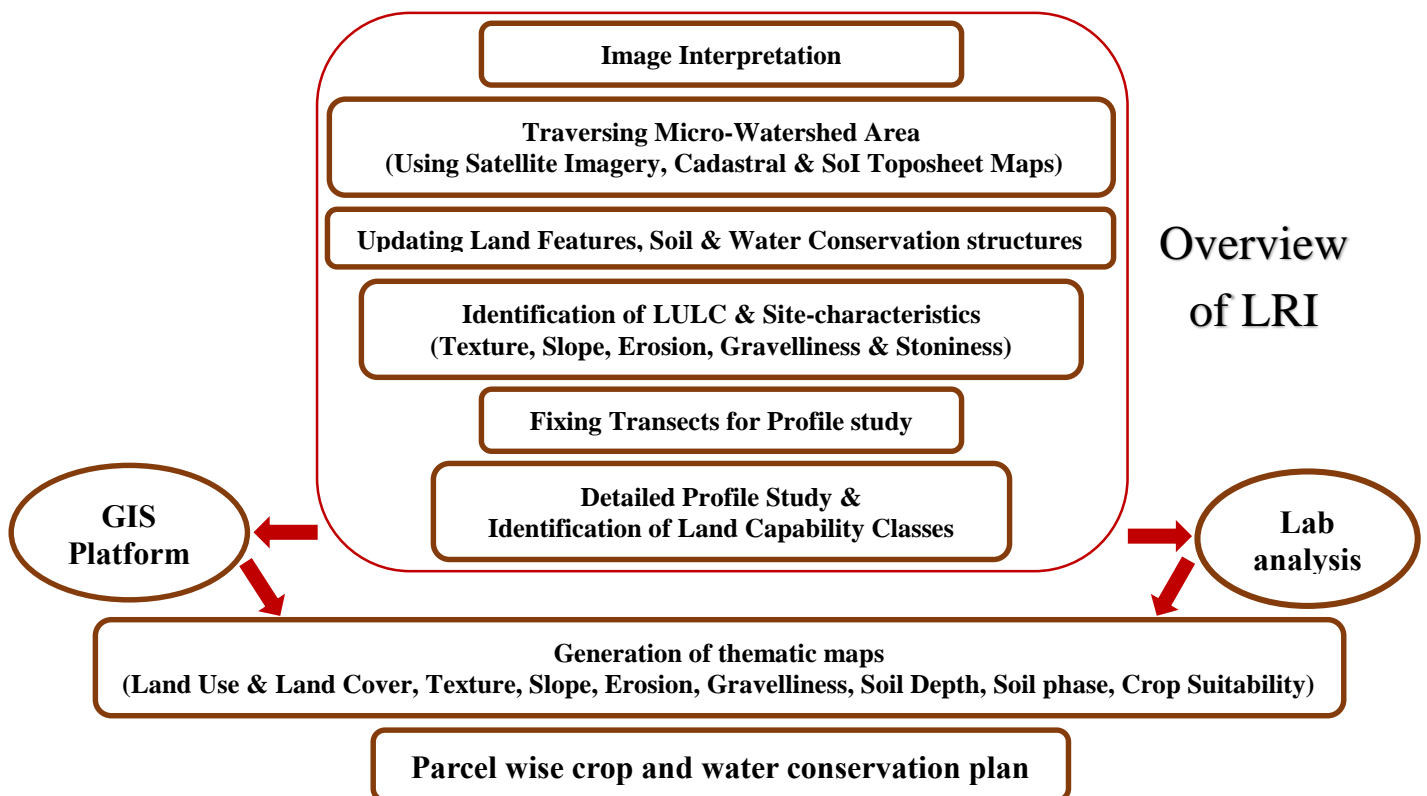 Image Interpretation
Traversing Micro-Watershed Area
(Using Satellite Imagery, Cadastral & SoI Toposheet Maps)
Updating Land Features, Soil & Water Conservation structures
Overview
of LRI
Identification of LULC & Site-characteristics
(Texture, Slope, Erosion, Gravelliness & Stoniness)
Fixing Transects for Profile study
Detailed Profile Study &
Identification of Land Capability Classes
GIS
Platform
Lab
analysis
Generation of thematic maps
(Land Use & Land Cover, Texture, Slope, Erosion, Gravelliness, Soil Depth, Soil phase, Crop Suitability)
Parcel wise crop and water conservation plan